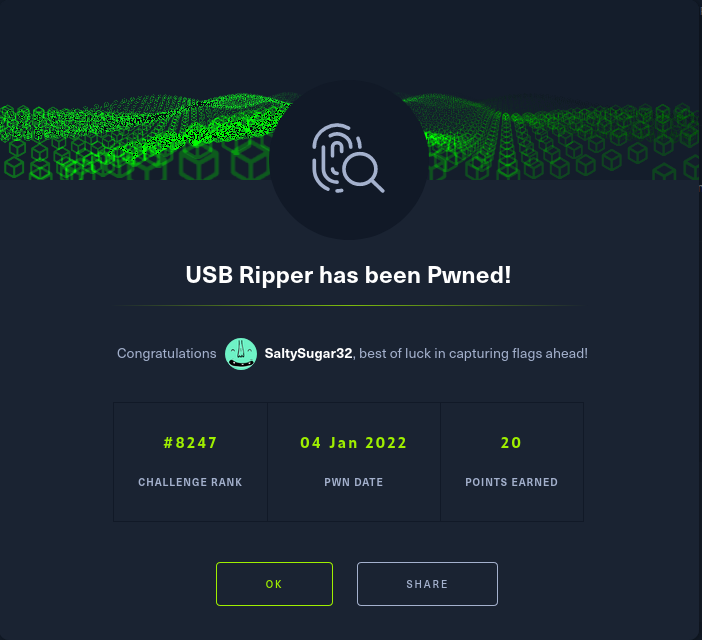 USB Ripper has been Pwned!
Congratulations SaltySugar32, best of luck in capturing flags ahead!
#8247 04 Jan 2022 20
CHALLENGE RANK PWN DATE POINTS EARNED
OK SHARE